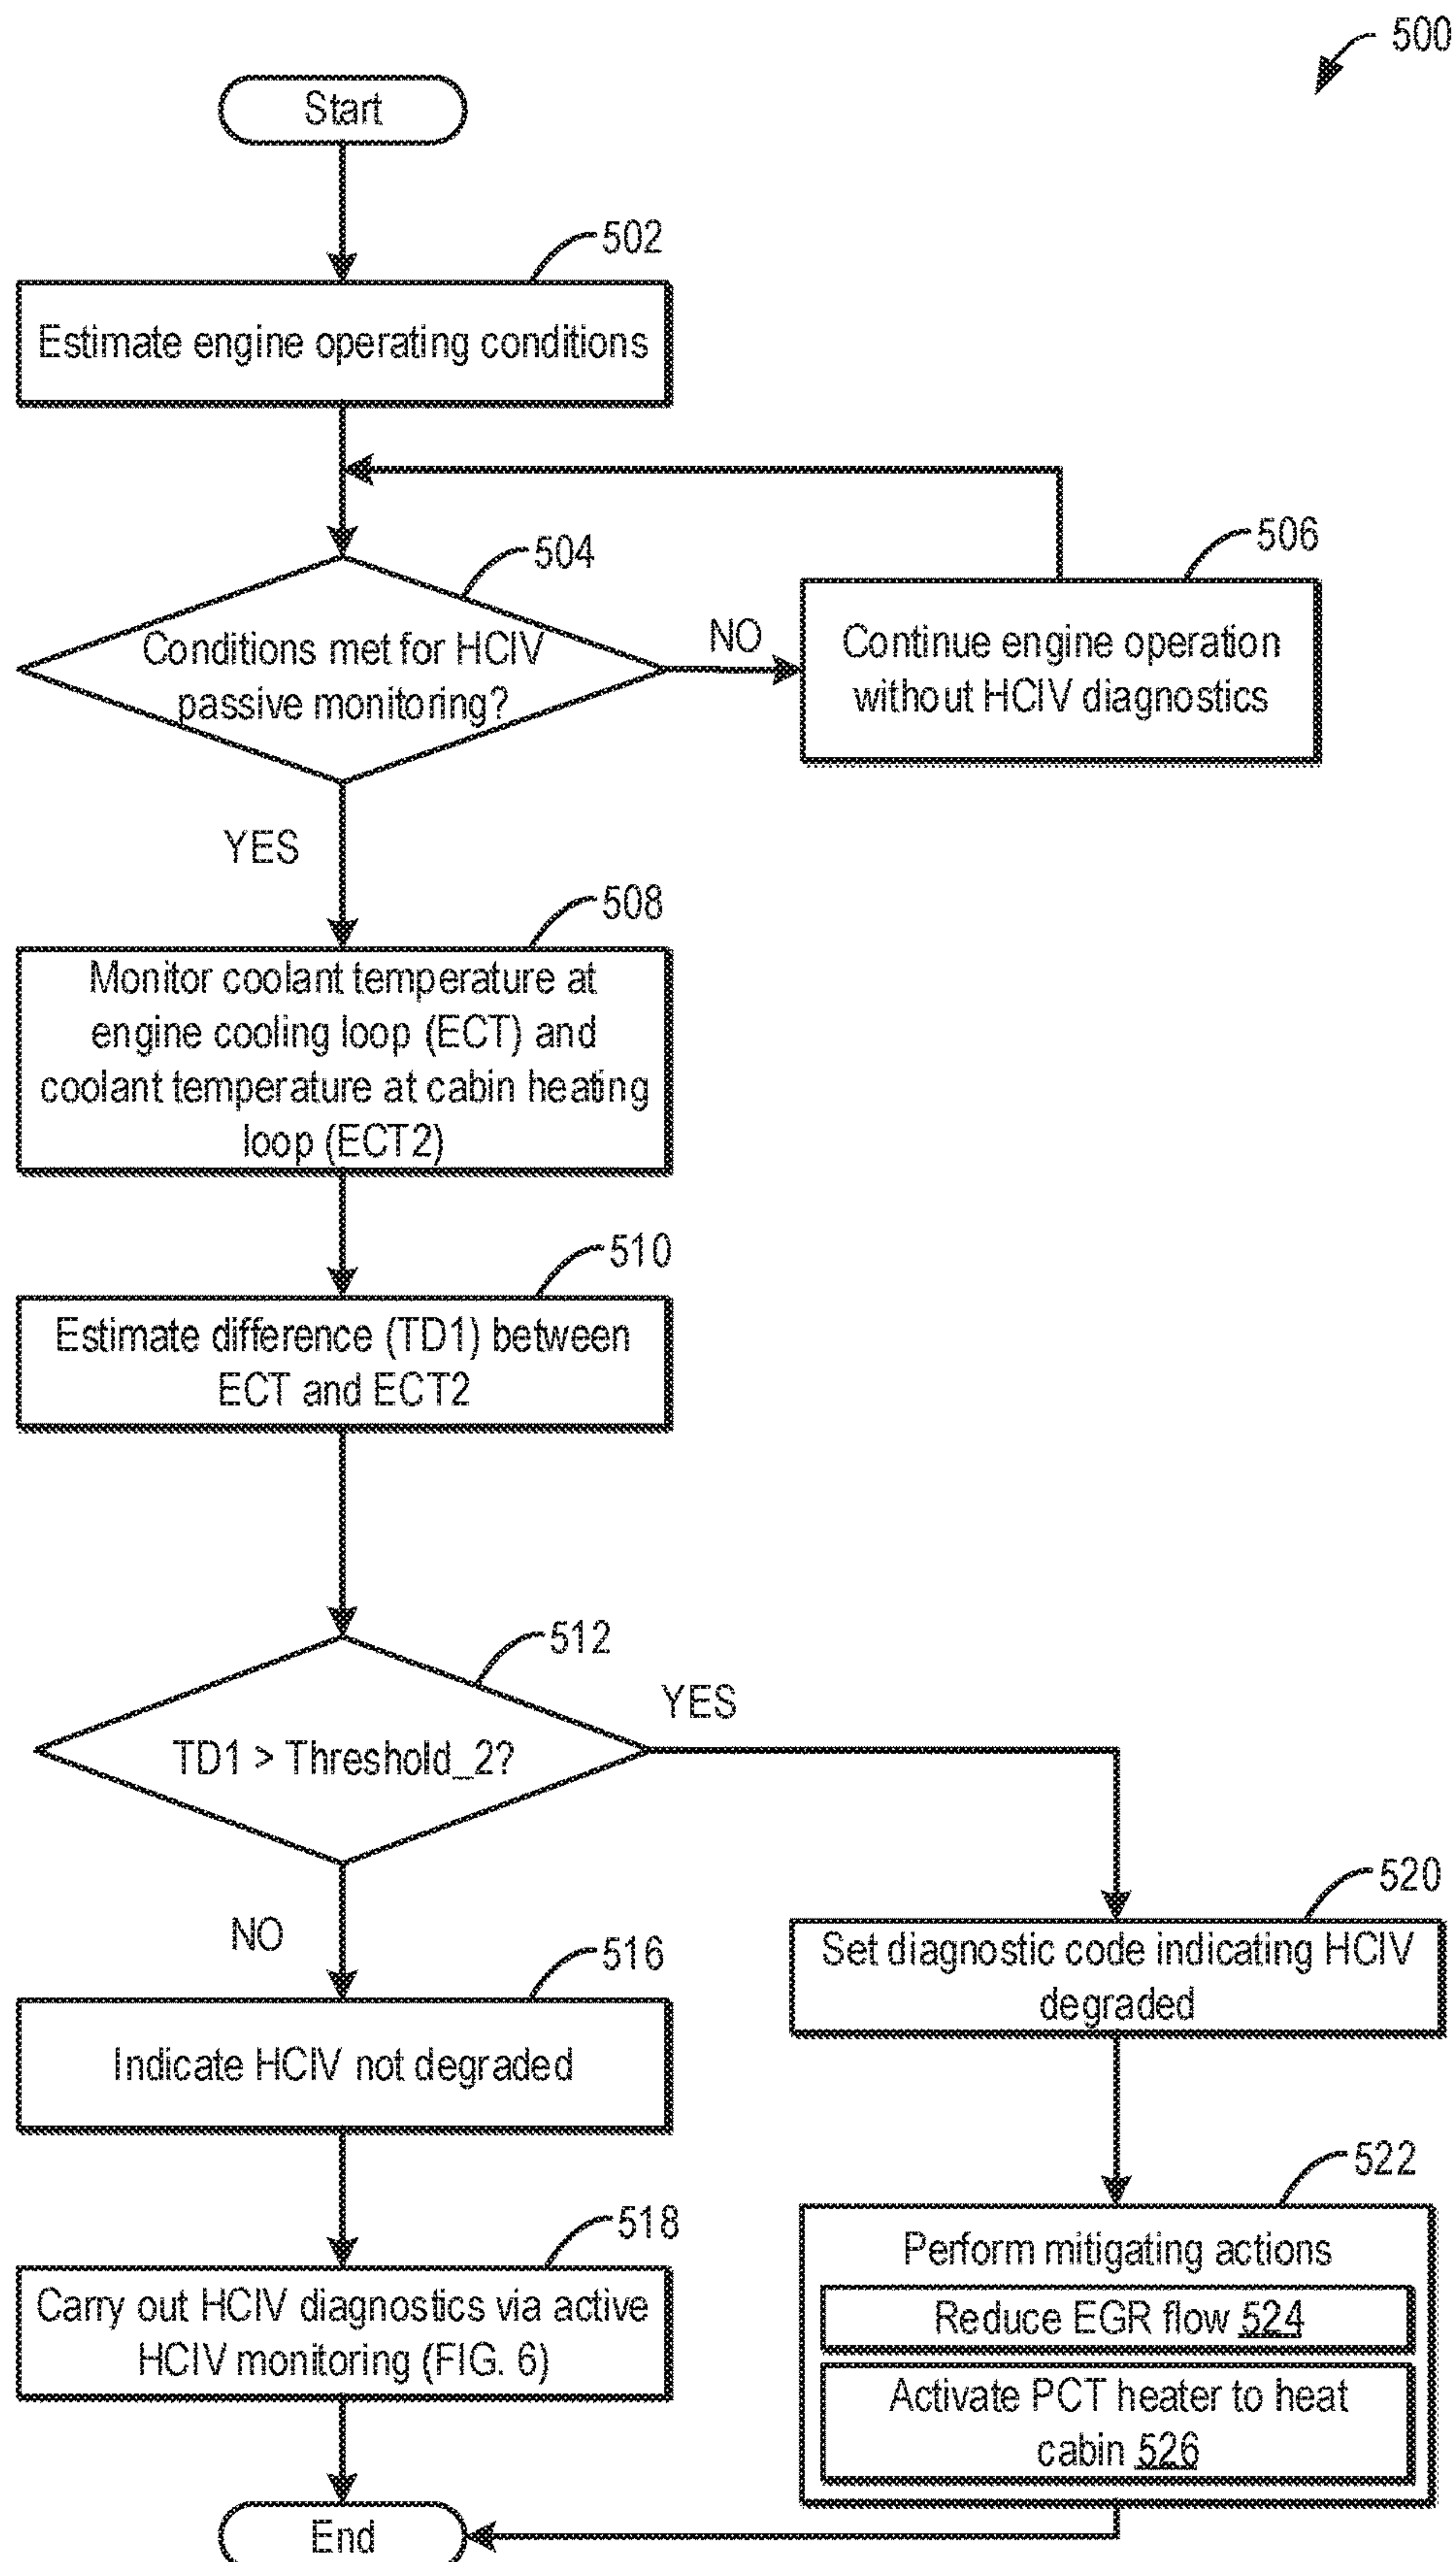 500
Start
502
Estimate engine operating conditions
504
Conditions met for HCIV
passive monitoring?
NO
506
Continue engine operation
without HCIV diagnostics
YES
508
Monitor coolant temperature at
engine cooling loop (ECT) and
coolant temperature at cabin heating
loop (ECT2)
510
Estimate difference (TD1) between
ECT and ECT2
512
TD1 > Threshold_2?
YES
NO
516
Indicate HCIV not degraded
518
Carry out HCIV diagnostics via active
HCIV monitoring (FIG. 6)
520
Set diagnostic code indicating HCIV
degraded
522
Perform mitigating actions
Reduce EGR flow 524
Activate PCT heater to heat
cabin 526
End